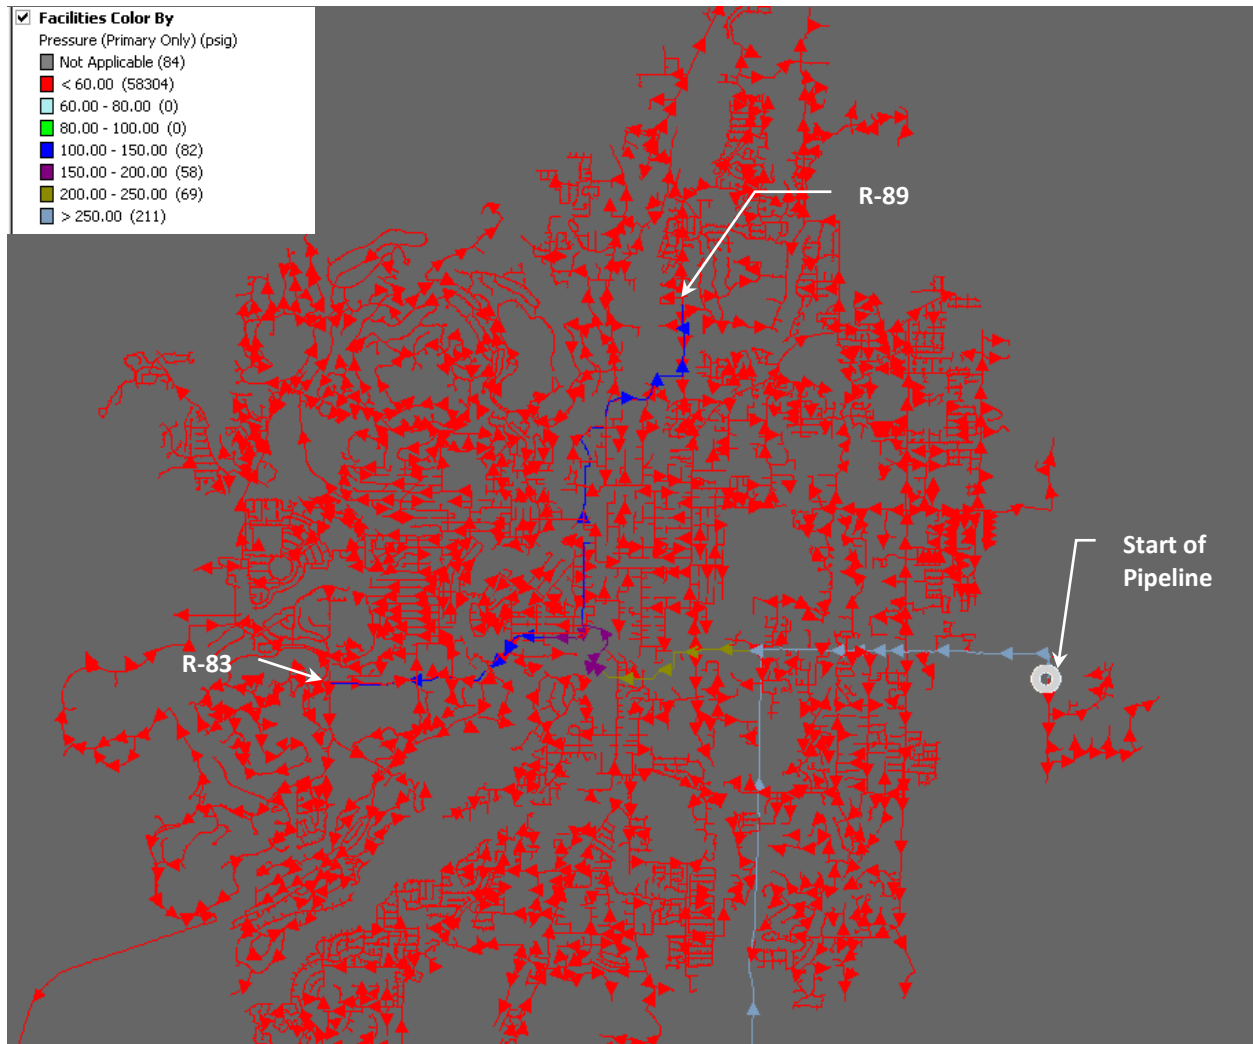 Facilities Color By
Pressure (Primary Only) (psig)
Not Applicable (84)
< 60.00 (58304)
60.00 - 80.00 (0)
80.00 - 100.00 (0)
100.00 - 150.00 (82)
150.00 - 200.00 (58)
200.00 - 250.00 (69)
> 250.00 (211)
R-89
Start of
Pipeline
R-83